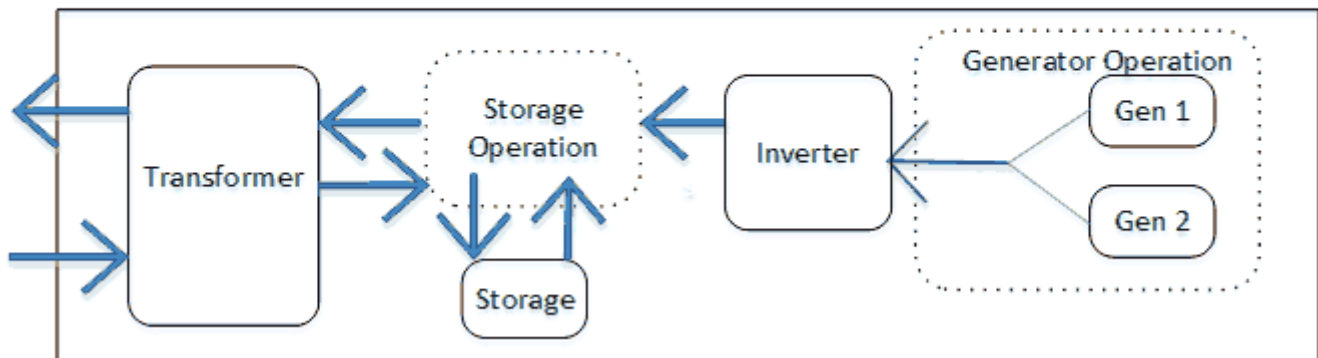 Transformer
Storage
Operation
Storage
Inverter
Generator Operation
Gen 1
Gen 2